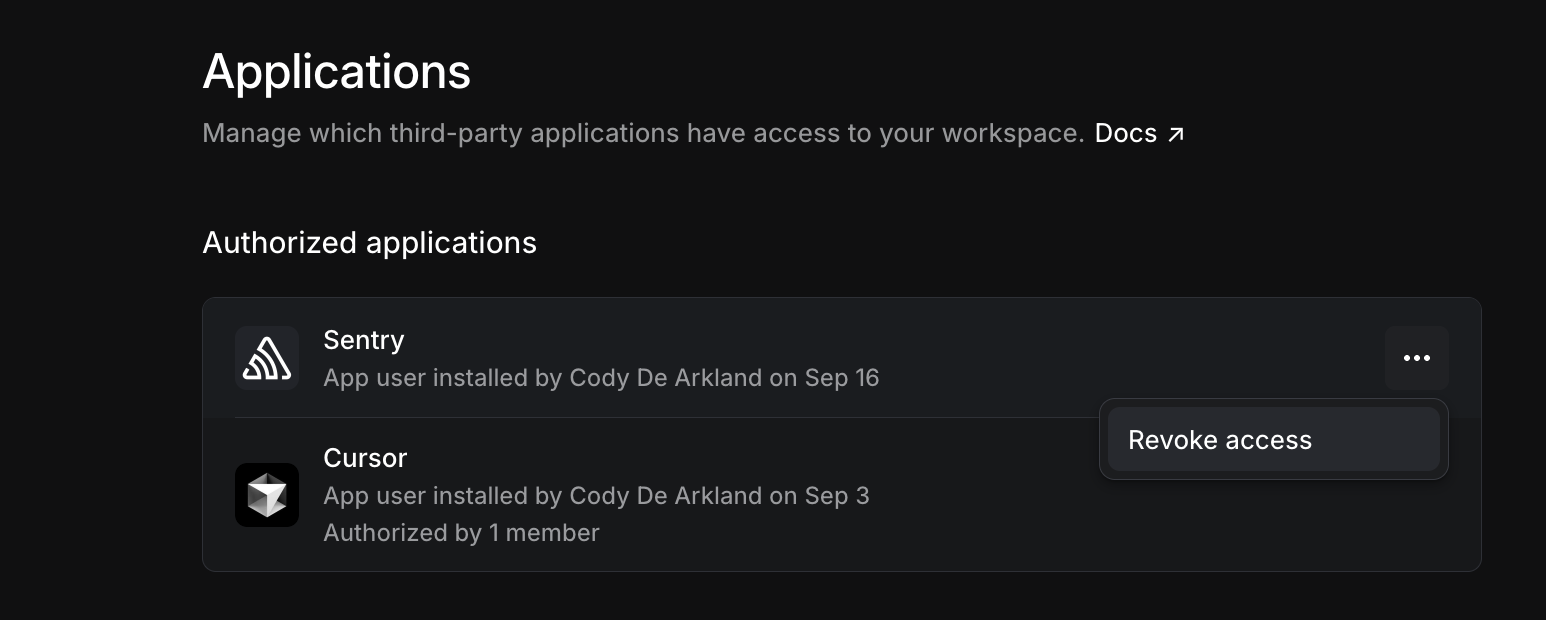 Applications
Manage which third-party applications have access to your workspace. Docs ↗
Authorized applications
Sentry
App user installed by Cody De Arkland on Sep 16
Revoke access
Cursor
App user installed by Cody De Arkland on Sep 3
Authorized by 1 member